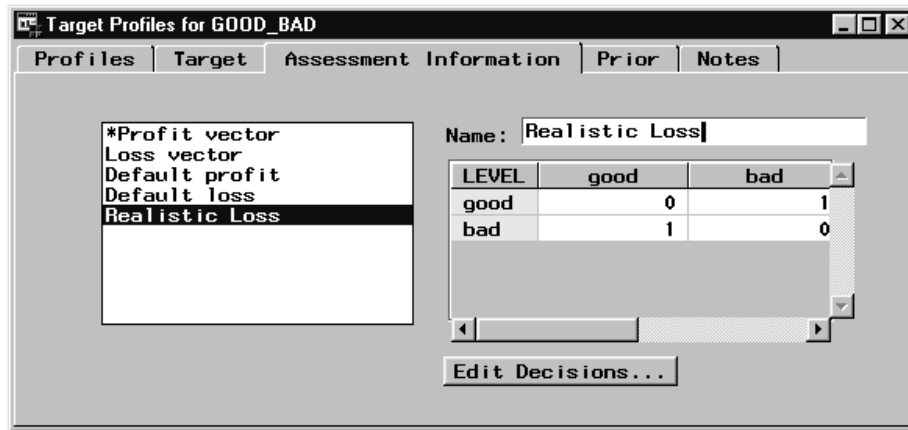 Target Profiles for GOOD_BAD
Profiles Target Assessment Information Prior Notes
*Profit vector
Loss vector
Default profit
Default loss
Realistic Loss
Name: Realistic Loss
LEVEL good bad
good 0 1
bad 1 0
Edit Decisions...